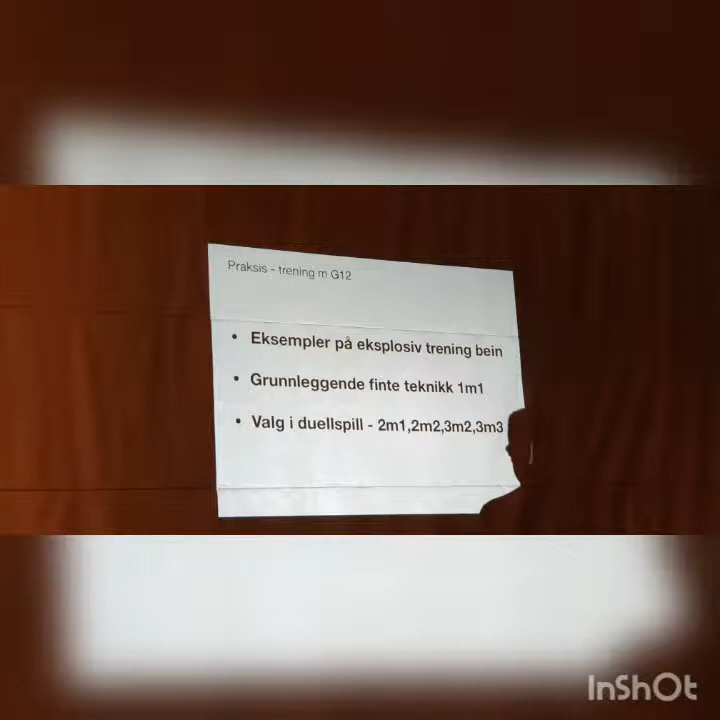 Praksis - trening m G12
• Eksempler på eksplosiv trening bein
• Grunnleggende finte teknikk 1m1
• Valg i duellspill - 2m1,2m2,3m2,3m3
InShOt